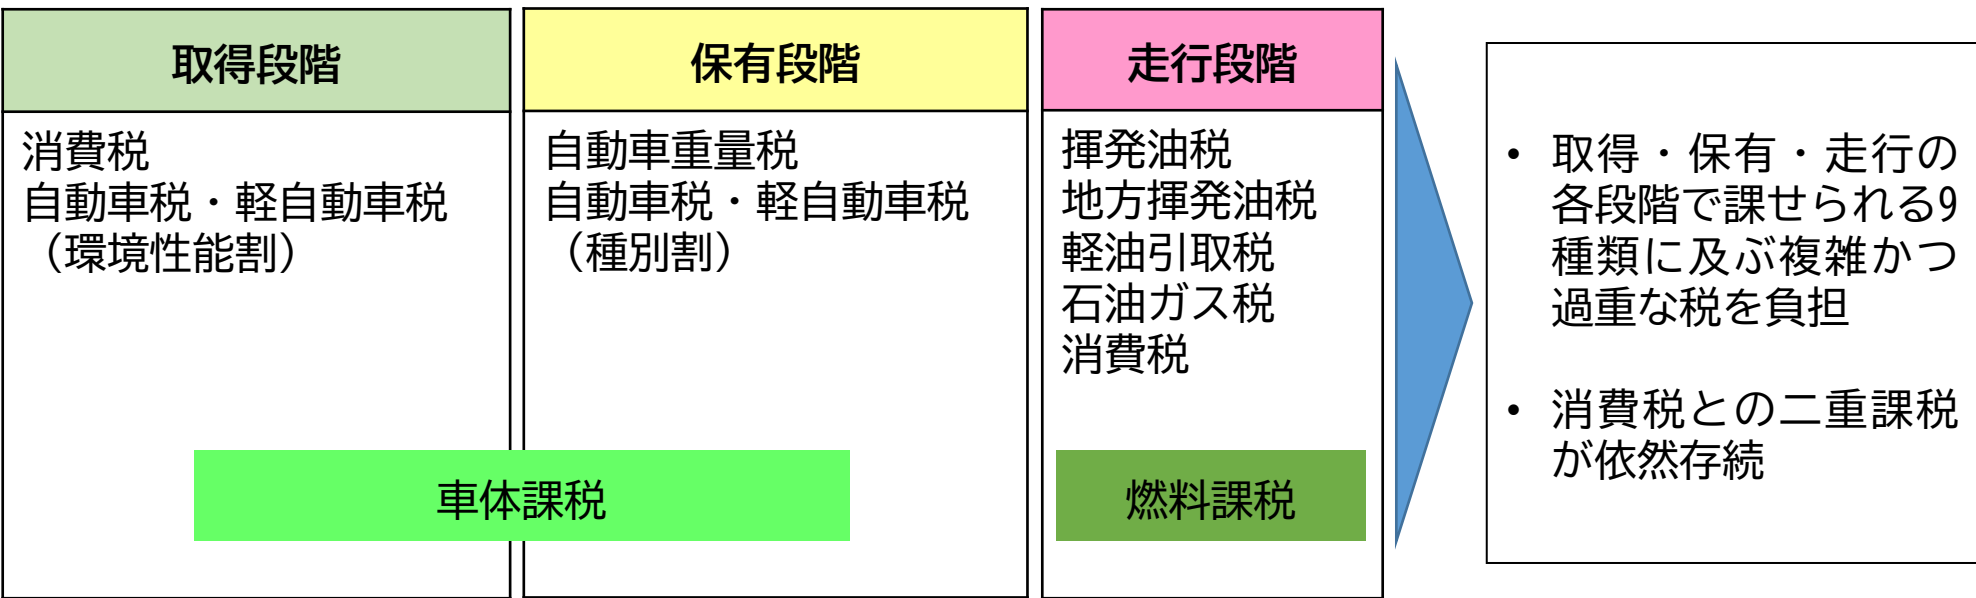 取得段階
消費税
自動車税・軽自動車税
（環境性能割）
保有段階
自動車重量税
自動車税・軽自動車税
（種別割）
車体課税
走行段階
揮発油税
地方揮発油税
軽油引取税
石油ガス税
消費税
燃料課税
• 取得・保有・走行の
各段階で課せられる9
種類に及ぶ複雑かつ
過重な税を負担
• 消費税との二重課税
が依然存続